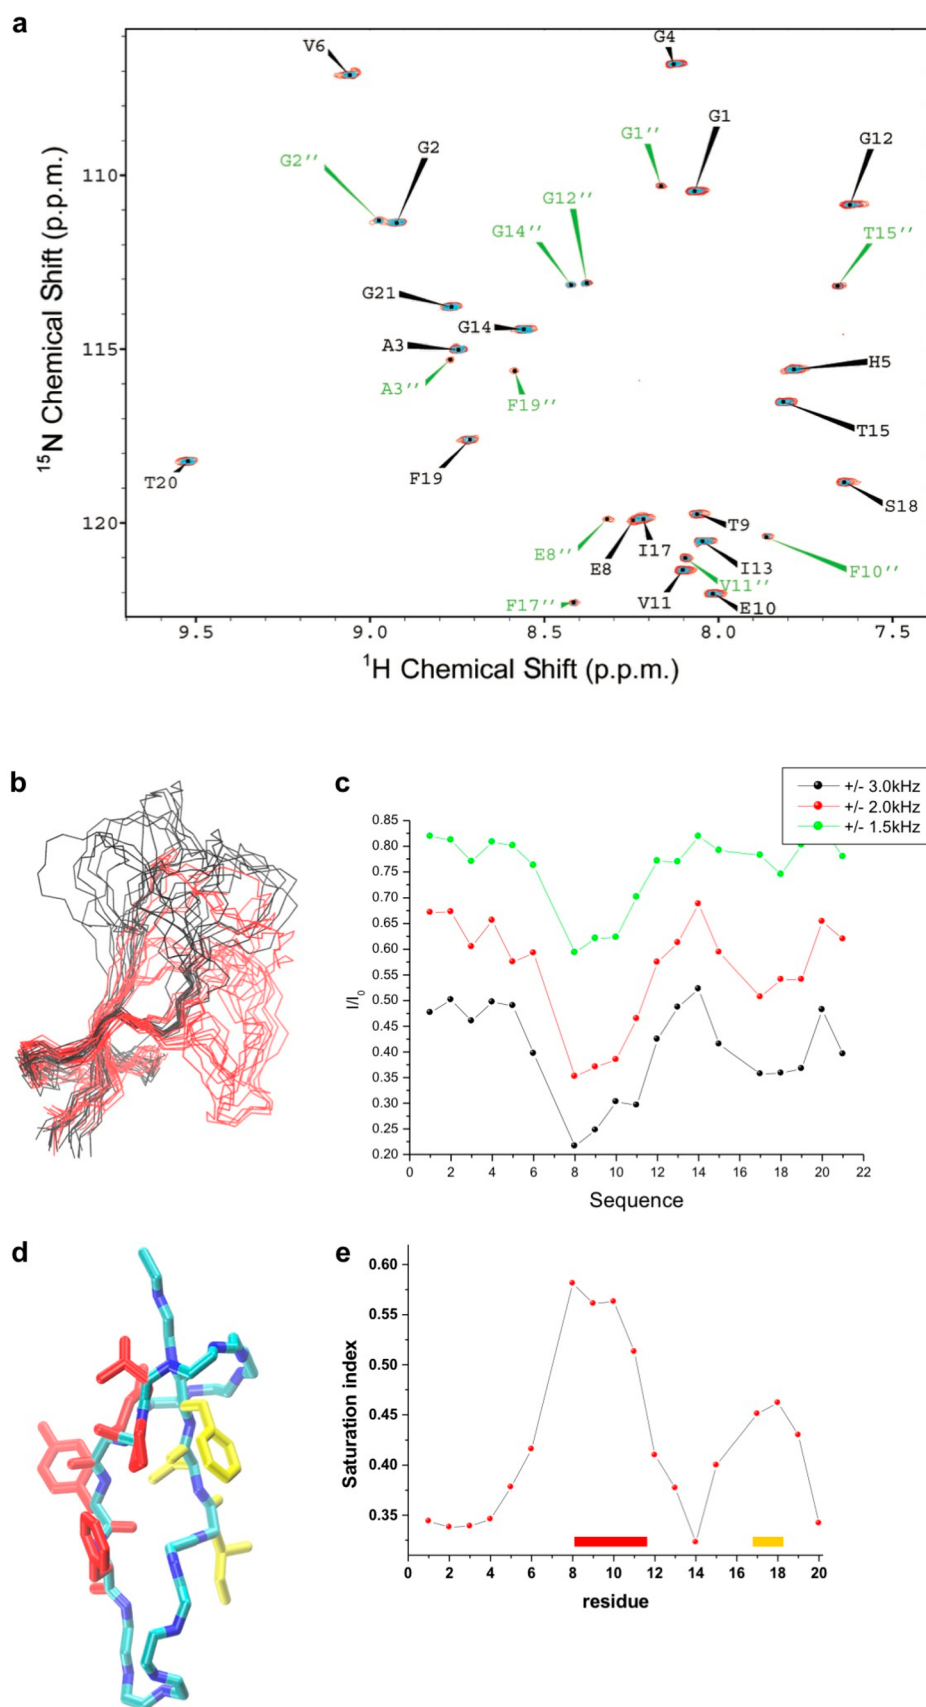 a
V6
G4
G2''
G2
G1''
G1
G12
G12''
G14''
T15''
110
G21
G14
A3
115
A3''
F19''
H5
T15
T20
F19
S18
120
E8''
E8
I17
T9
I13
F10''
F17''
V11
V11''
E10
15N Chemical Shift (p.p.m.)
9.5 9.0 8.5 8.0 7.5
1H Chemical Shift (p.p.m.)
b
c
+/- 3.0kHz
+/- 2.0kHz
+/- 1.5kHz
0.85
0.80
0.75
0.70
0.65
0.60
0.55
0.50
0.45
0.40
0.35
0.30
0.25
0.20
I/I0
0 2 4 6 8 10 12 14 16 18 20 22
Sequence
d
e
0.60
0.55
0.50
0.45
0.40
0.35
Saturation index
0 2 4 6 8 10 12 14 16 18 20
residue